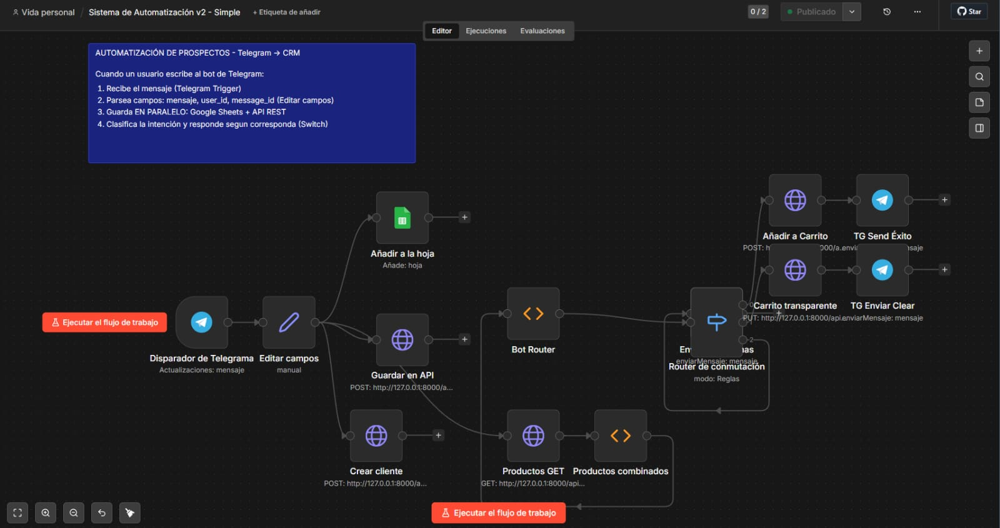 Vida personal / Sistema de Automatización v2 - Simple + Etiqueta de añadir
0 / 2
Publicado
Star
Editor Ejecuciones Evaluaciones
AUTOMATIZACIÓN DE PROSPECTOS - Telegram → CRM
Cuando un usuario escribe al bot de Telegram:
1. Recibe el mensaje (Telegram Trigger)
2. Parsea campos: mensaje, user_id, message_id (Editar campos)
3. Guarda EN PARALELO: Google Sheets + API REST
4. Clasifica la intención y responde segun corresponda (Switch)
Añadir a la hoja
Añade: hoja
Añadir a Carrito
TG Send Éxito
Carrito transparente
PUT: http://127.0.0.1:8000/api...
TG Enviar Clear
enviarMensaje: mensaje
Ejecutar el flujo de trabajo
Disparador de Telegrama
Actualizaciones: mensaje
Editar campos
manual
Guardar en API
POST: http://127.0.0.1:8000/a...
Bot Router
enviarMensaje: mensaje
Router de conmutación
modo: Reglas
2
Crear cliente
POST: http://127.0.0.1:8000/a...
Productos GET
GET: http://127.0.0.1:8000/api...
Productos combinados
Ejecutar el flujo de trabajo